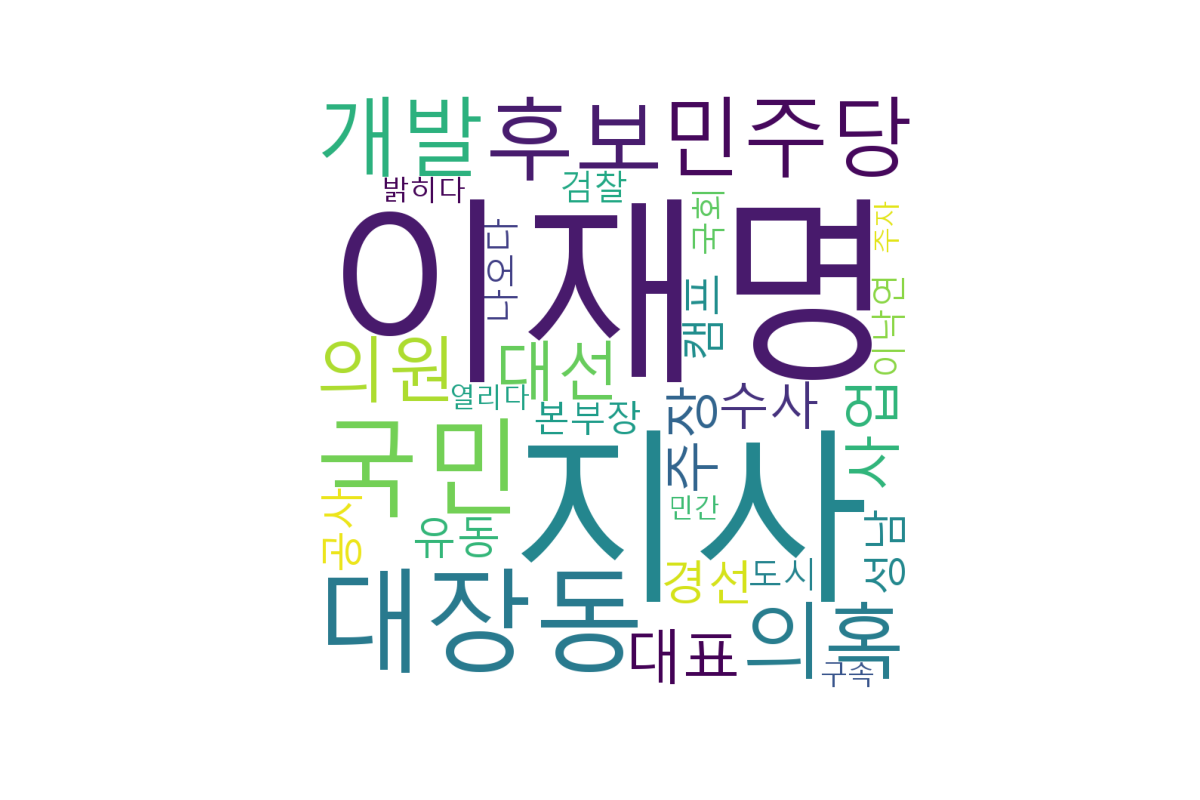 개발 후보 민주당
밝히다 검찰 국회 주자
이재명
나오다
캠프 이낙연
의원 대선
열리다 본부장 주장 수사 사업
국민 지사
공사 유동 민간 성남
경선 도시
대장동 의혹
대표
구속